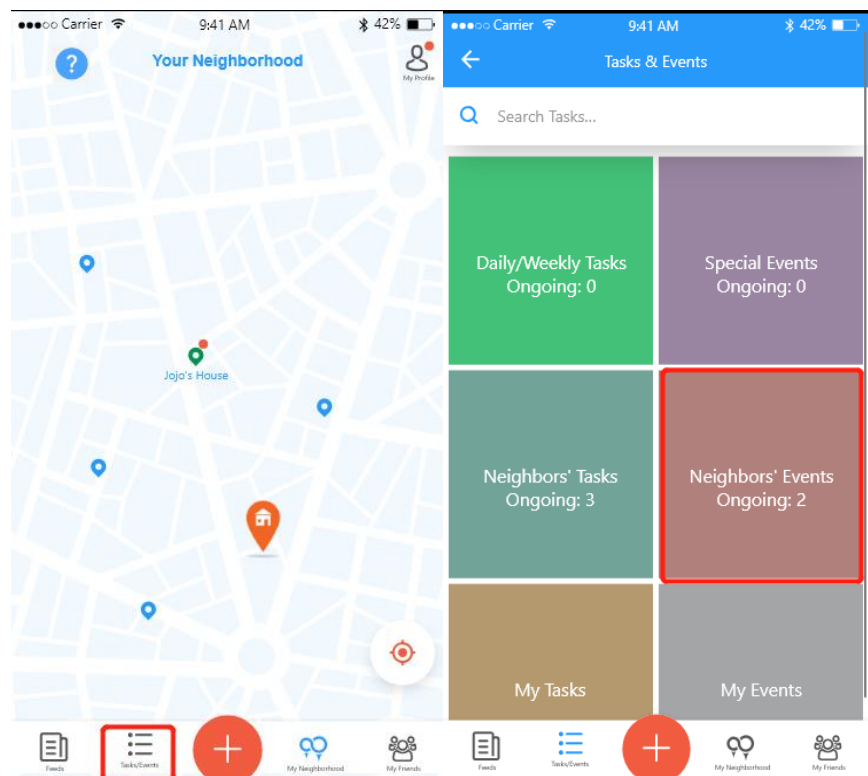 Carrier 9:41 AM 42%
?
Your Neighborhood
My Profile
Jojo's House
Feeds
Tasks/Events
My Neighborhood
My Friends
Carrier 9:41 AM 42%
Tasks & Events
Search Tasks...
Daily/Weekly Tasks
Ongoing: 0
Special Events
Ongoing: 0
Neighbors' Tasks
Ongoing: 3
Neighbors' Events
Ongoing: 2
My Tasks
My Events
Feeds
Tasks/Events
My Neighborhood
My Friends